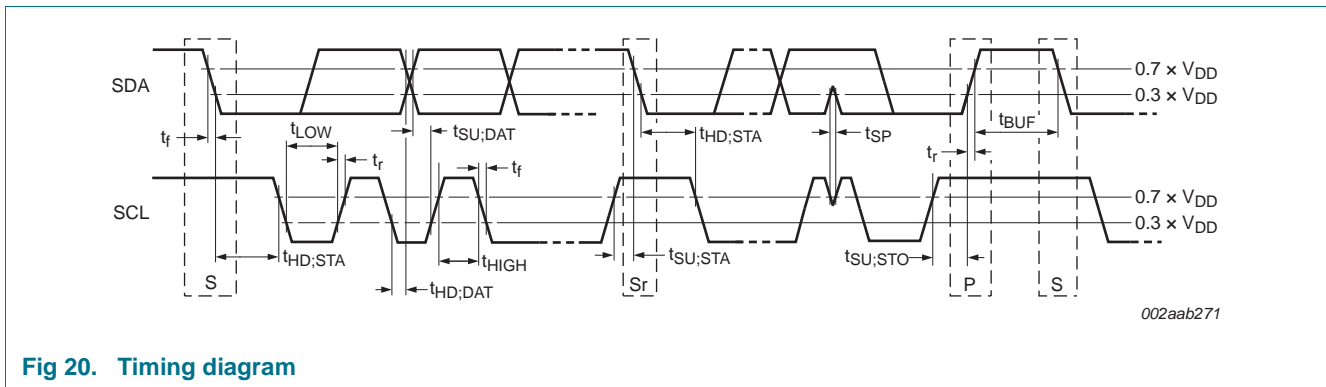 SDA
0.7 × VDD
0.3 × VDD
tf
tLOW
tSU;DAT
tr
tHD;STA
tSP
tBUF
tr
tf
SCL
0.7 × VDD
0.3 × VDD
tHD;STA
tHIGH
tSU;STA
tSU;STO
S
tHD;DAT
Sr
P
S
002aab271
Fig 20. Timing diagram